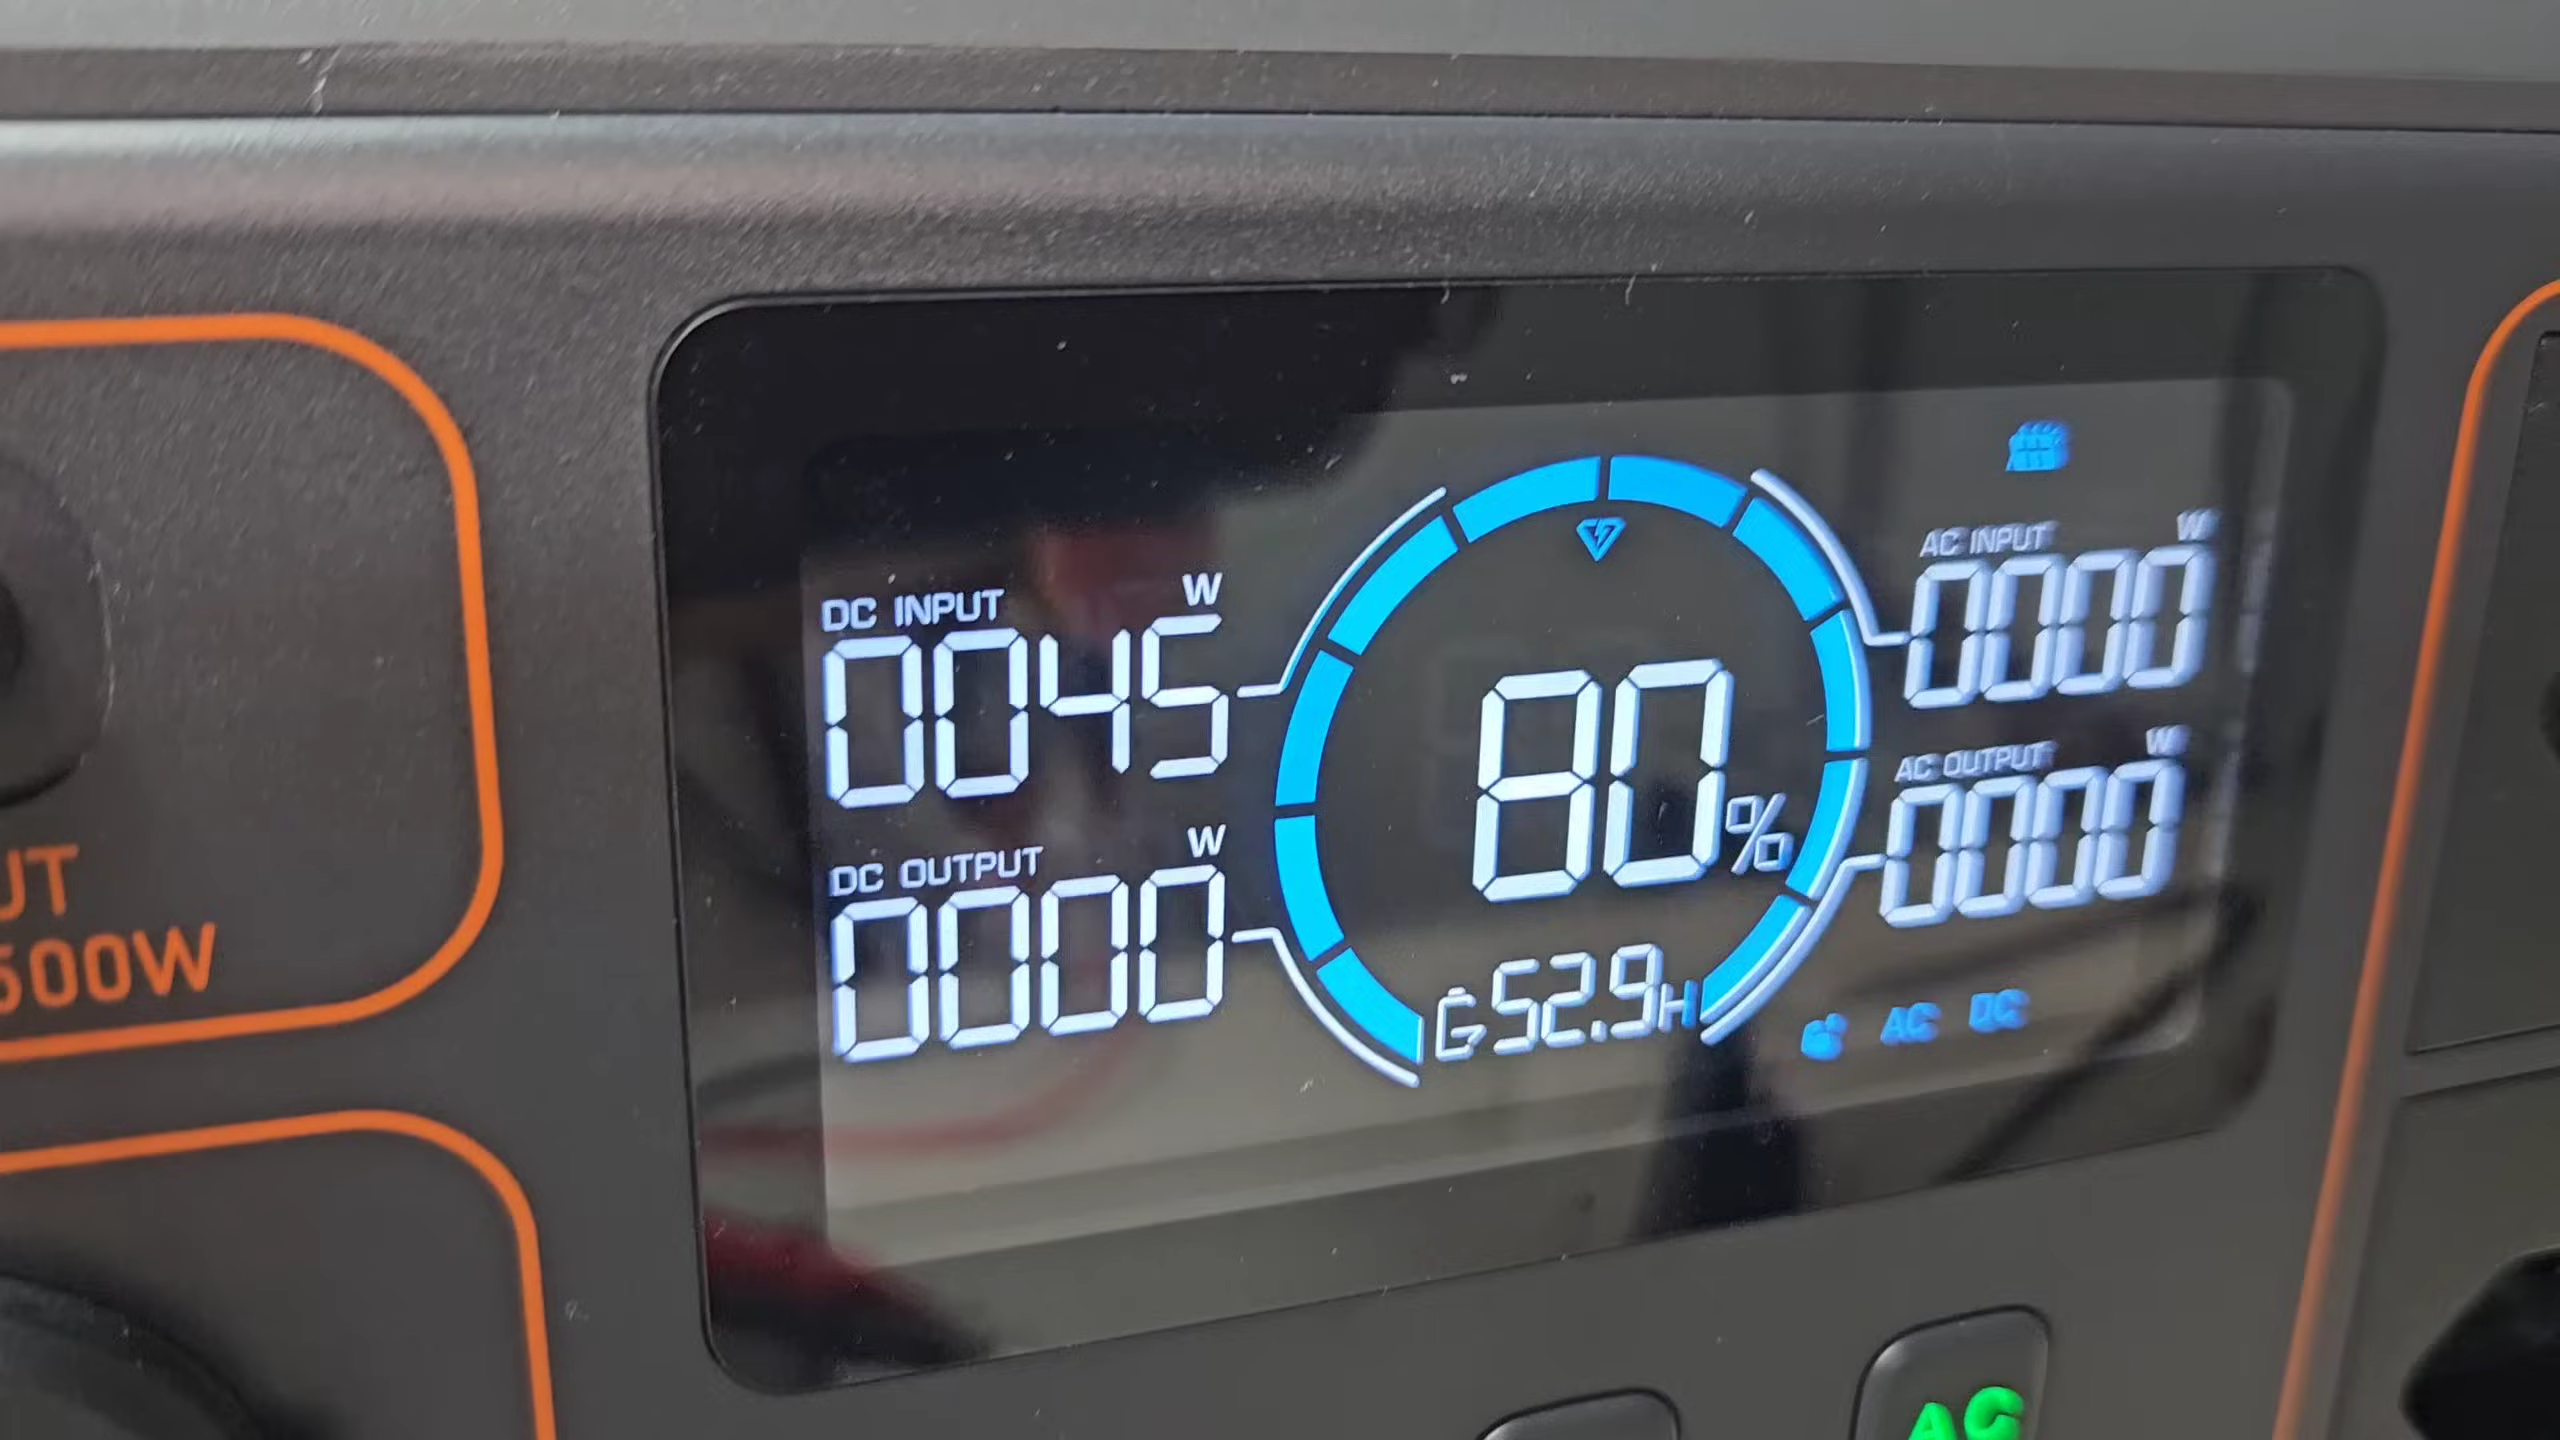 DC INPUT W
0045
DC OUTPUT W
0000
80%
52.9H
AC INPUT W
0000
AC OUTPUT W
0000
AC DC
UT
500W
AC